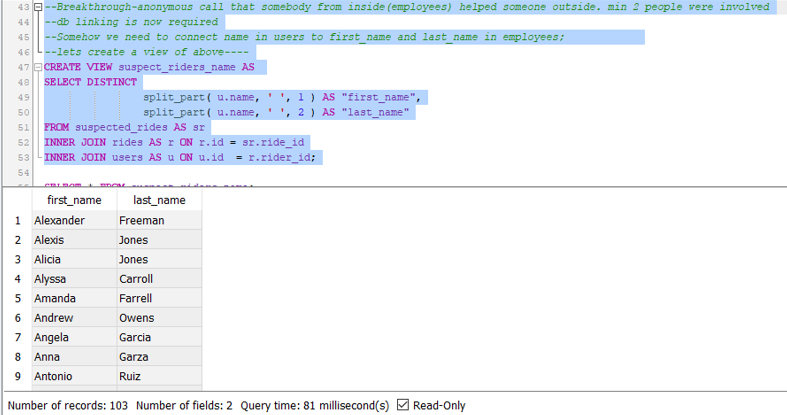 43 --Breakthrough-anonymous call that somebody from inside(employees) helped someone outside. min 2 people were involved
44 --db linking is now required
45 --Somehow we need to connect name in users to first_name and last_name in employees;
46 --lets create a view of above----
47 CREATE VIEW suspect_riders_name AS
48 SELECT DISTINCT
49 split_part( u.name, ' ', 1 ) AS "first_name",
50 split_part( u.name, ' ', 2 ) AS "last_name"
51 FROM suspected_rides AS sr
52 INNER JOIN rides AS r ON r.id = sr.ride_id
53 INNER JOIN users AS u ON u.id  = r.rider_id;
54
first_name last_name
1 Alexander Freeman
2 Alexis Jones
3 Alicia Jones
4 Alyssa Carroll
5 Amanda Farrell
6 Andrew Owens
7 Angela Garcia
8 Anna Garza
9 Antonio Ruiz
Number of records: 103 Number of fields: 2 Query time: 81 millisecond(s) Read-Only